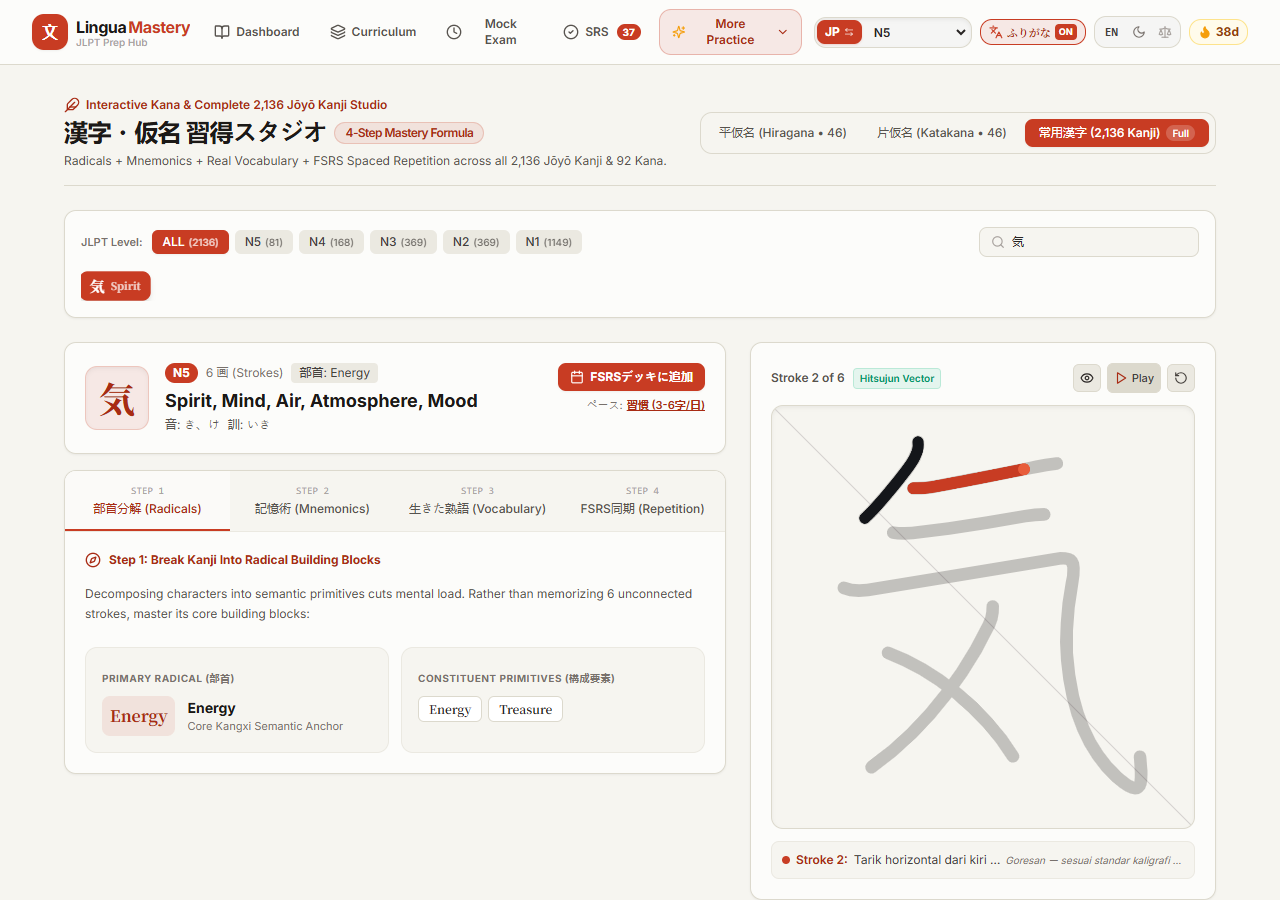 文 LinguaMastery
JLPT Prep Hub
Dashboard
Curriculum
Mock Exam
SRS 37
More Practice
JP N5
ふりがな ON
EN
38d
Interactive Kana & Complete 2,136 Jōyō Kanji Studio
漢字・仮名 習得スタジオ 4-Step Mastery Formula
Radicals + Mnemonics + Real Vocabulary + FSRS Spaced Repetition across all 2,136 Jōyō Kanji & 92 Kana.
平仮名 (Hiragana • 46) 片仮名 (Katakana • 46) 常用漢字 (2,136 Kanji) Full
JLPT Level: ALL (2136) N5 (81) N4 (168) N3 (369) N2 (369) N1 (1149)
気
気 Spirit
気
N5 6 画 (Strokes) 部首: Energy
Spirit, Mind, Air, Atmosphere, Mood
音: き、け 訓: いき
FSRSデッキに追加
ペース: 習慣 (3-6字/日)
STEP 1
部首分解 (Radicals)
STEP 2
記憶術 (Mnemonics)
STEP 3
生きた熟語 (Vocabulary)
STEP 4
FSRS同期 (Repetition)
Step 1: Break Kanji Into Radical Building Blocks
Decomposing characters into semantic primitives cuts mental load. Rather than memorizing 6 unconnected
strokes, master its core building blocks:
PRIMARY RADICAL (部首)
Energy Energy
Core Kangxi Semantic Anchor
CONSTITUENT PRIMITIVES (構成要素)
Energy Treasure
Stroke 2 of 6 Hitsujun Vector Play
気
Stroke 2: Tarik horizontal dari kiri ... Goresan — sesuai standar kaligrafi ...